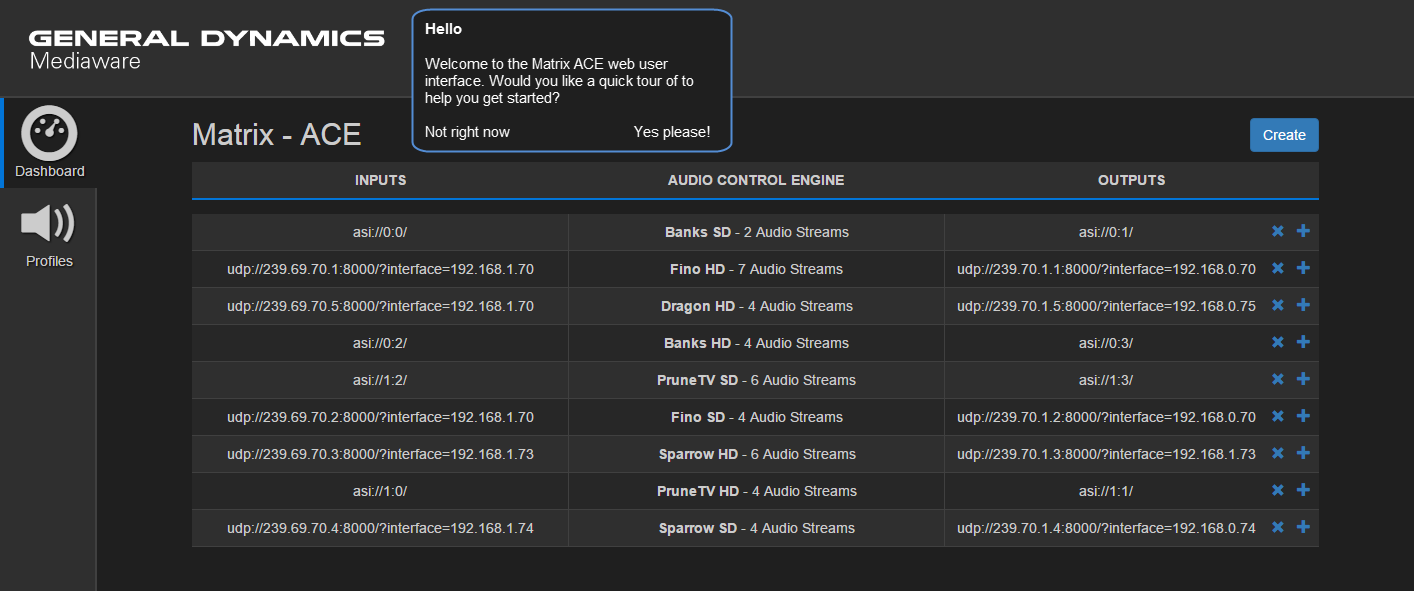 GENERAL DYNAMICS
Mediaware
Hello
Welcome to the Matrix ACE web user
interface. Would you like a quick tour of to
help you get started?
Not right now Yes please!
Dashboard
Profiles
Matrix - ACE
Create
INPUTS AUDIO CONTROL ENGINE OUTPUTS
asi://0:0/ Banks SD - 2 Audio Streams asi://0:1/
udp://239.69.70.1:8000/?interface=192.168.1.70 Fino HD - 7 Audio Streams udp://239.70.1.1:8000/?interface=192.168.0.70
udp://239.69.70.5:8000/?interface=192.168.1.70 Dragon HD - 4 Audio Streams udp://239.70.1.5:8000/?interface=192.168.0.75
asi://0:2/ Banks HD - 4 Audio Streams asi://0:3/
asi://1:2/ PruneTV SD - 6 Audio Streams asi://1:3/
udp://239.69.70.2:8000/?interface=192.168.1.70 Fino SD - 4 Audio Streams udp://239.70.1.2:8000/?interface=192.168.0.70
udp://239.69.70.3:8000/?interface=192.168.1.73 Sparrow HD - 6 Audio Streams udp://239.70.1.3:8000/?interface=192.168.1.73
asi://1:0/ PruneTV HD - 4 Audio Streams asi://1:1/
udp://239.69.70.4:8000/?interface=192.168.1.74 Sparrow SD - 4 Audio Streams udp://239.70.1.4:8000/?interface=192.168.0.74